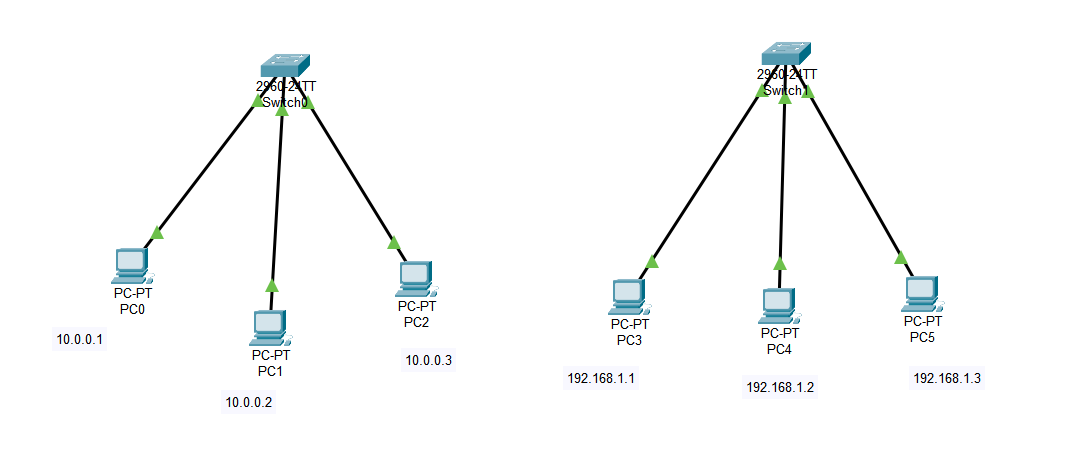 2960-24TT
Switch0
PC-PT
PC0
10.0.0.1
PC-PT
PC1
10.0.0.2
PC-PT
PC2
10.0.0.3
2960-24TT
Switch1
PC-PT
PC3
192.168.1.1
PC-PT
PC4
192.168.1.2
PC-PT
PC5
192.168.1.3